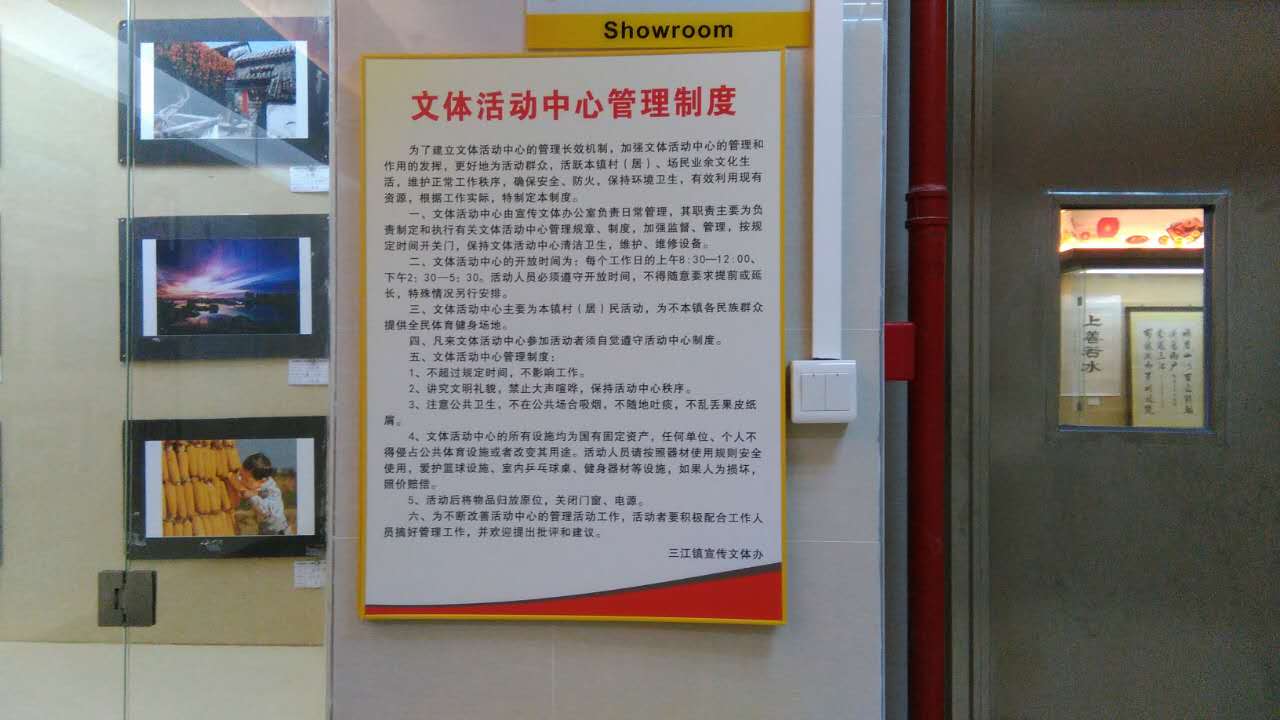 Showroom
文体活动中心管理制度
为了建立文体活动中心的管理长效机制，加强文体活动中心的管理和
作用的发挥，更好地为活动群众，活跃本镇村（居）、场民业余文化生
活，维护正常工作秩序，确保安全、防火，保持环境卫生，有效利用现有
资源，根据工作实际，特制定本制度。
一、文体活动中心由宣传文体办公室负责日常管理，其职责主要为负
责制定和执行有关文体活动中心管理规章、制度，加强监督、管理，按规
定时间开关门，保持文体活动中心清洁卫生，维护、维修设备。
二、文体活动中心的开放时间为：每个工作日的上午8:30—12:00、
下午2：30—5：30。活动人员必须遵守开放时间，不得随意要求提前或延
长，特殊情况另行安排。
三、文体活动中心主要为本镇村（居）民活动，为不本镇各民族群众
提供全民体育健身场地。
四、凡来文体活动中心参加活动者须自觉遵守活动中心制度。
五、文体活动中心管理制度：
1、不超过规定时间，不影响工作。
2、讲究文明礼貌，禁止大声喧哗，保持活动中心秩序。
3、注意公共卫生，不在公共场合吸烟，不随地吐痰，不乱丢果皮纸
屑。
4、文体活动中心的所有设施均为国有固定资产，任何单位、个人不
得侵占公共体育设施或者改变其用途。活动人员请按照器材使用规则安全
使用，爱护篮球设施、室内乒乓球桌、健身器材等设施，如果人为损坏，
照价赔偿。
5、活动后将物品归放原位，关闭门窗、电源。
六、为不断改善活动中心的管理活动工作，活动者要积极配合工作人
员搞好管理工作，并欢迎提出批评和建议。
三江镇宣传文体办
上善若水